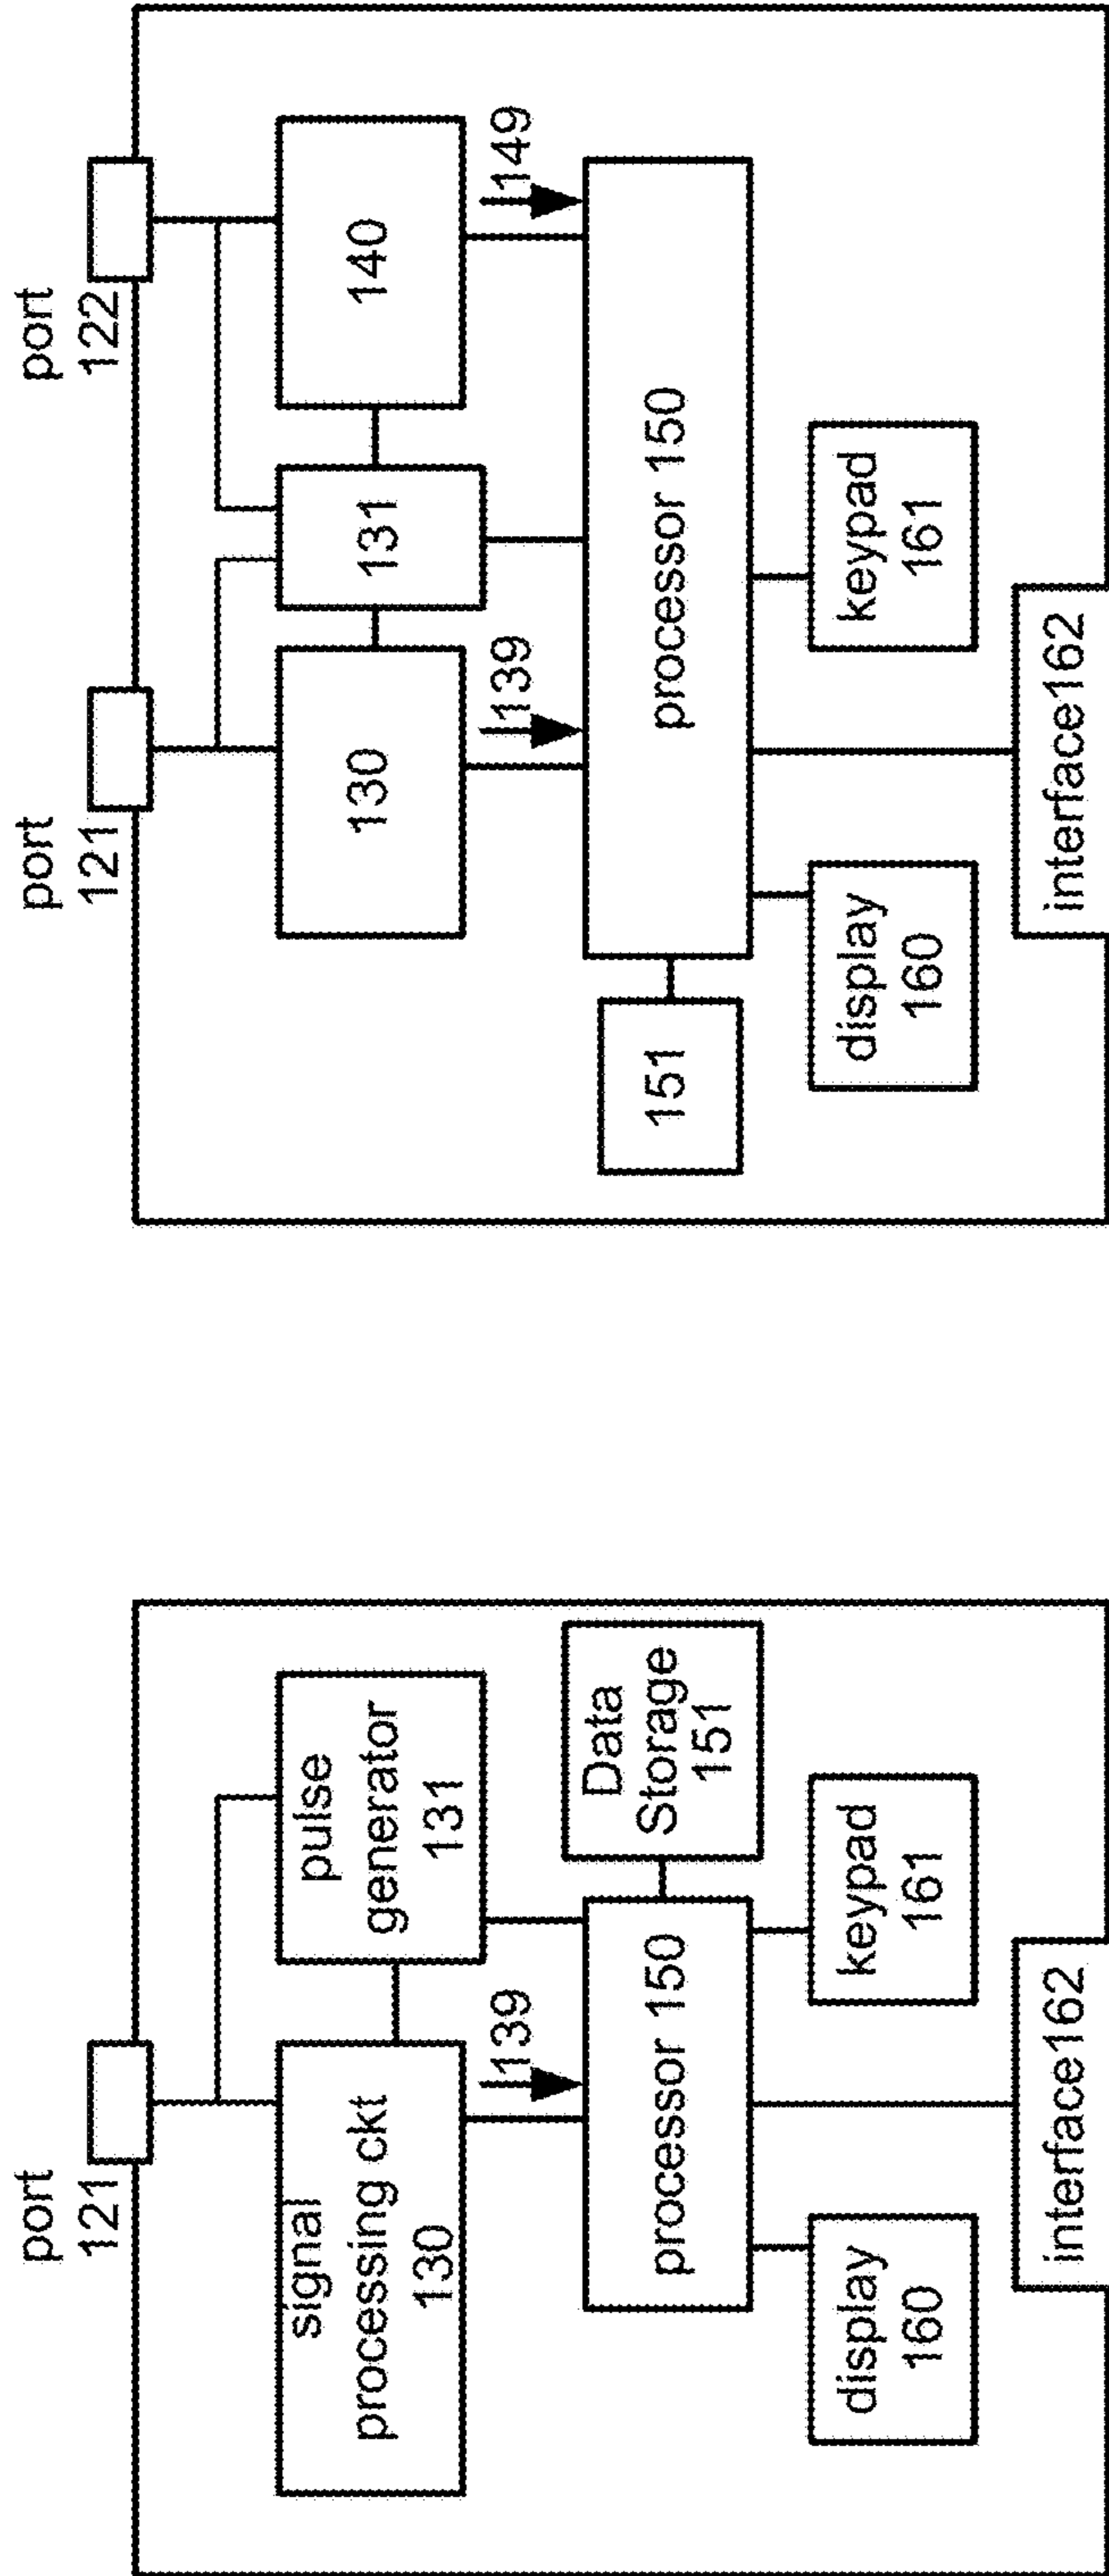 port
121
signal
processing ckt
130
pulse
generator
131
139
processor 150
Data
Storage
151
display
160
keypad
161
interface162
port
121
port
122
130
131
140
139
149
151
processor 150
display
160
keypad
161
interface162